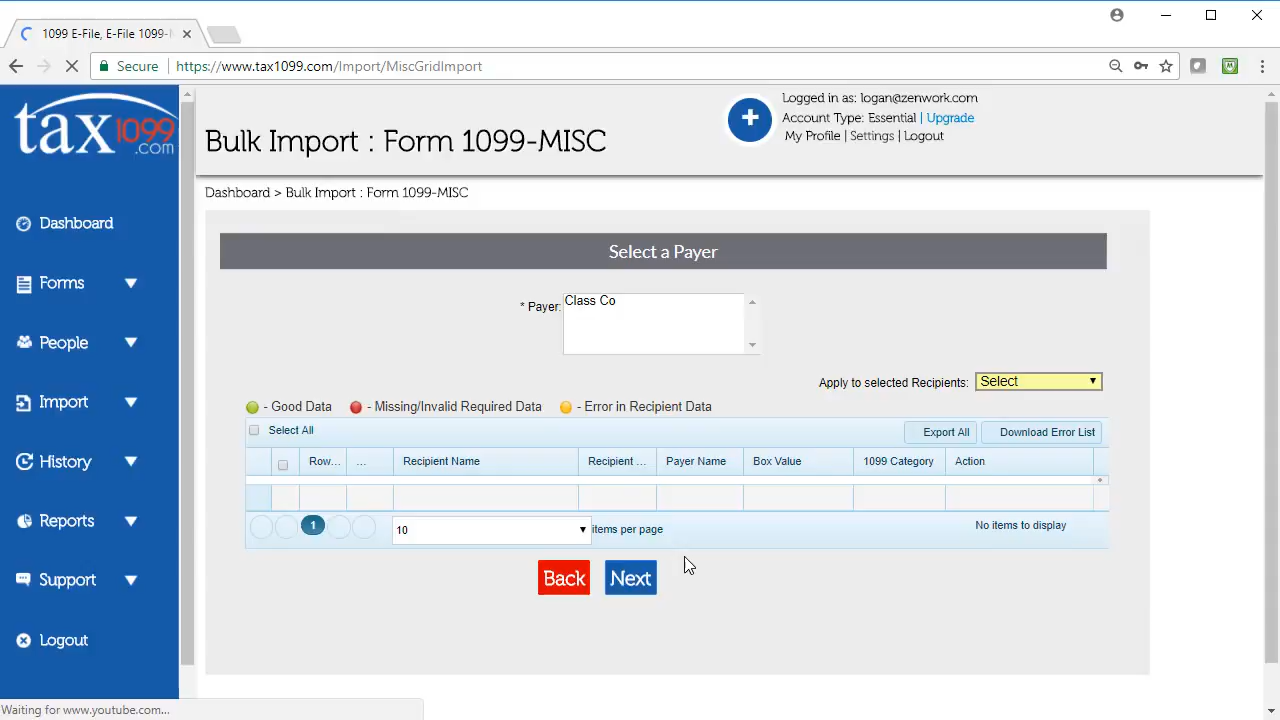 1099 E-File, E-File 1099-
Secure
https://www.tax1099.com/Import/MiscGridImport
tax1099.com
Logged in as: logan@zenwork.com
Account Type: Essential | Upgrade
My Profile | Settings | Logout
Bulk Import : Form 1099-MISC
Dashboard > Bulk Import : Form 1099-MISC
Dashboard
Forms
People
Import
History
Reports
Support
Logout
Select a Payer
* Payer:
Class Co
Apply to selected Recipients:
Select
- Good Data
- Missing/Invalid Required Data
- Error in Recipient Data
Select All
Export All
Download Error List
Row... ... Recipient Name Recipient ... Payer Name Box Value 1099 Category Action
1
10
items per page
No items to display
Back
Next
Waiting for www.youtube.com...